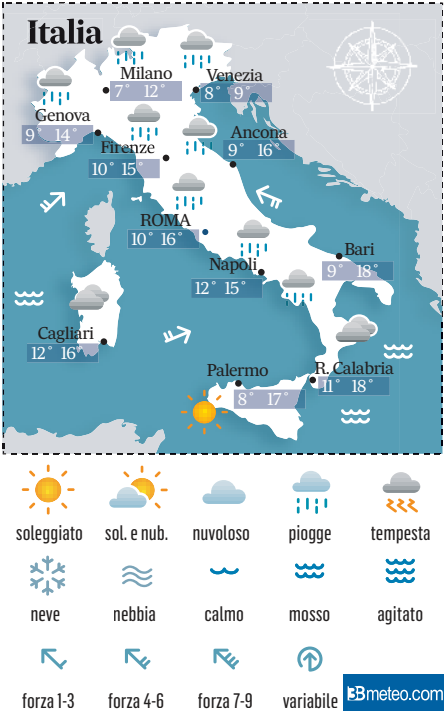 Italia
Milano
7° 12°
Venezia
8° 9°
Genova
9° 14°
Firenze
10° 15°
Ancona
9° 16°
ROMA
10° 16°
Napoli
12° 15°
Bari
9° 18°
Cagliari
12° 16°
Palermo
8° 17°
R. Calabria
11° 18°
soleggiato sol. e nub. nuvoloso piogge tempesta
neve nebbia calmo mosso agitato
forza 1-3 forza 4-6 forza 7-9 variabile
3Bmeteo.com